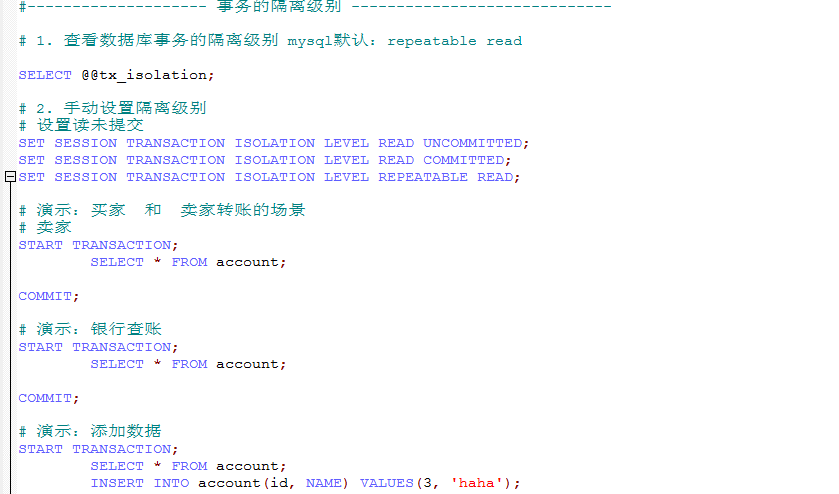 #-------------------- 事务的隔离级别 -----------------------------
# 1. 查看数据库事务的隔离级别 mysql默认：repeatable read
SELECT @@tx_isolation;
# 2. 手动设置隔离级别
# 设置读未提交
SET SESSION TRANSACTION ISOLATION LEVEL READ UNCOMMITTED;
SET SESSION TRANSACTION ISOLATION LEVEL READ COMMITTED;
SET SESSION TRANSACTION ISOLATION LEVEL REPEATABLE READ;
# 演示：买家  和  卖家转账的场景
# 卖家
START TRANSACTION;
SELECT * FROM account;
COMMIT;
# 演示：银行查账
START TRANSACTION;
SELECT * FROM account;
COMMIT;
# 演示：添加数据
START TRANSACTION;
SELECT * FROM account;
INSERT INTO account(id, NAME) VALUES(3, 'haha');